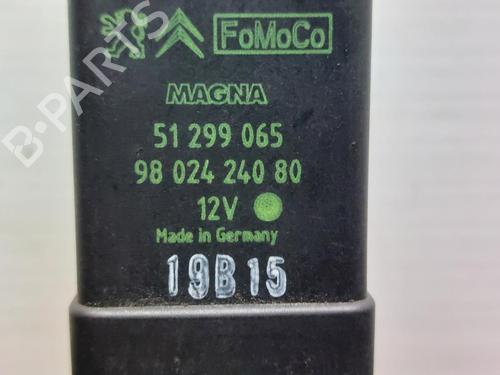 FoMoCo
MAGNA
51 299 065
98 024 240 80
12V
Made in Germany
19B15
B-PARTS